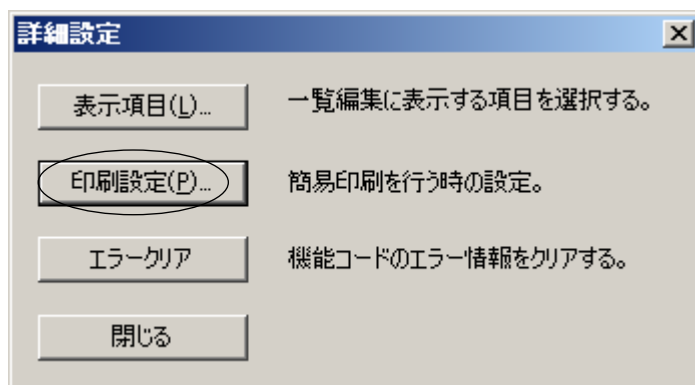 詳細設定
表示項目(L)... 一覧編集に表示する項目を選択する。
印刷設定(P)... 簡易印刷を行う時の設定。
エラークリア 機能コードのエラー情報をクリアする。
閉じる